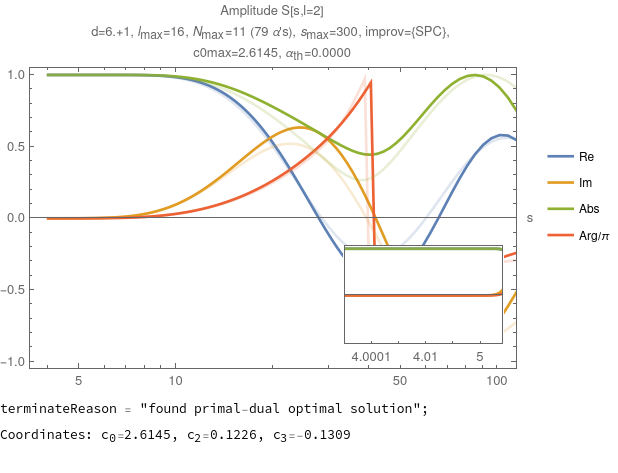 Amplitude S[s,l=2]
d=6.+1, lmax=16, Nmax=11 (79 α's), smax=300, improv={SPC},
c0max=2.6145, αth=0.0000
1.0
0.5
0.0
−0.5
−1.0
s
Re
Im
Abs
Arg/π
4.0001 4.01 5
5 10 50 100
terminateReason = "found primal-dual optimal solution";
Coordinates: c0=2.6145, c2=0.1226, c3=-0.1309